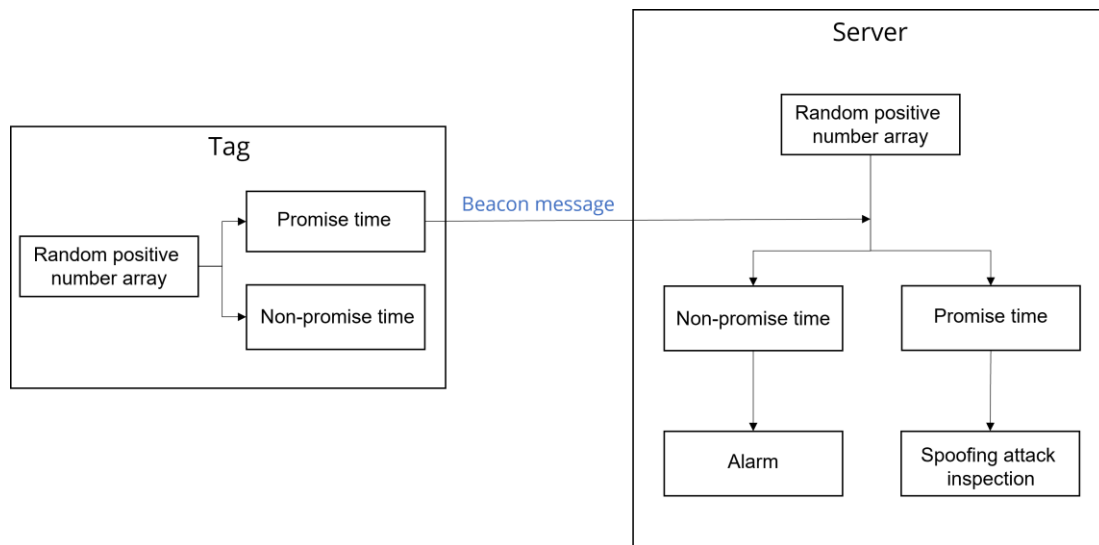 Tag
Random positive
number array
Promise time
Non-promise time
Beacon message
Server
Random positive
number array
Non-promise time
Promise time
Alarm
Spoofing attack
inspection